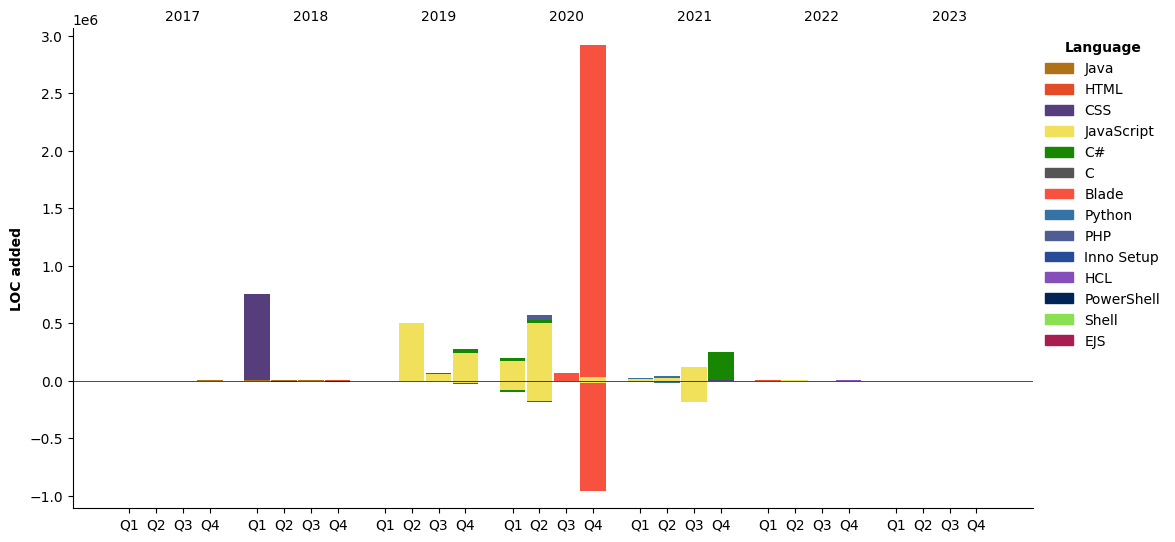 1e6
2017 2018 2019 2020 2021 2022 2023
3.0
2.5
2.0
1.5
1.0
0.5
0.0
−0.5
−1.0
LOC added
Q1 Q2 Q3 Q4 Q1 Q2 Q3 Q4 Q1 Q2 Q3 Q4 Q1 Q2 Q3 Q4 Q1 Q2 Q3 Q4 Q1 Q2 Q3 Q4 Q1 Q2 Q3 Q4
Language
Java
HTML
CSS
JavaScript
C#
C
Blade
Python
PHP
Inno Setup
HCL
PowerShell
Shell
EJS